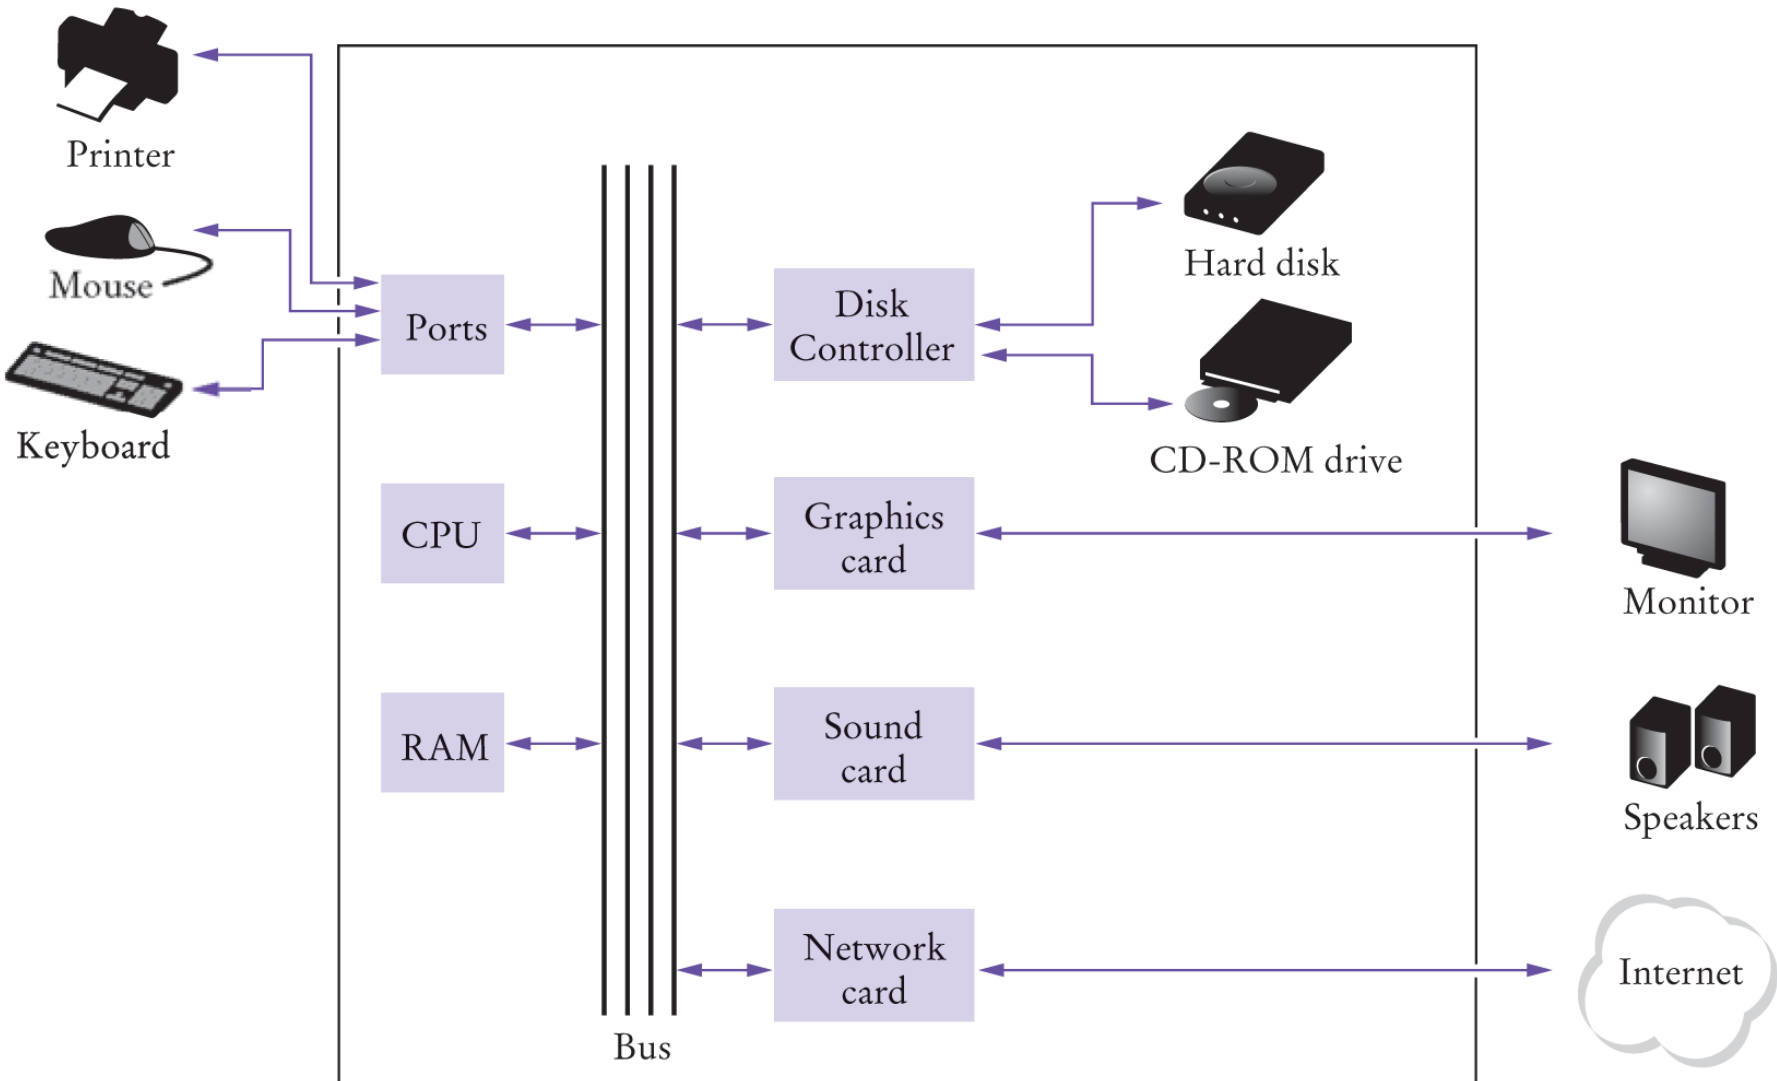 Printer
Mouse
Keyboard
Ports
CPU
RAM
Bus
Disk
Controller
Hard disk
CD-ROM drive
Graphics
card
Sound
card
Network
card
Monitor
Speakers
Internet